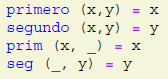 primero (x,y) = x
segundo (x,y) = y
prim (x, _) = x
seg (_, y) = y